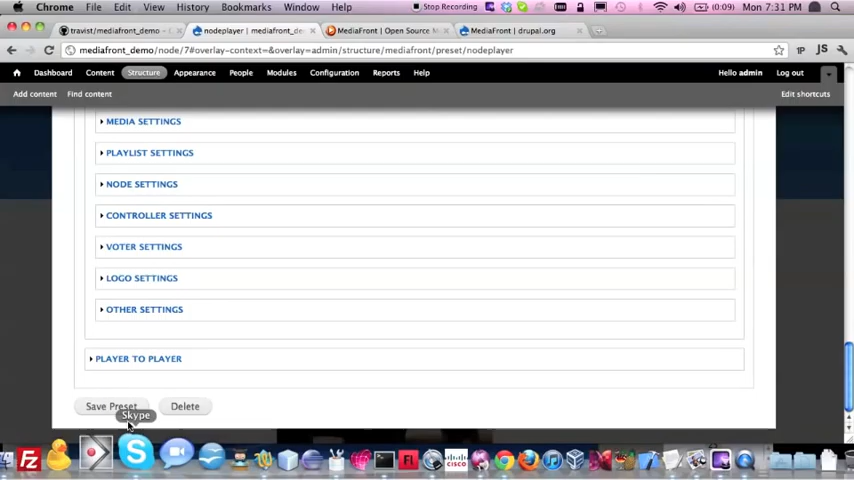 Chrome File Edit View History Bookmarks Window Help Stop Recording (0:09) Mon 7:31 PM
travist/mediafront_demo · nodeplayer | mediafront_de MediaFront | Open Source M MediaFront | drupal.org
mediafront_demo/node/7#overlay-context=&overlay=admin/structure/mediafront/preset/nodeplayer
Dashboard Content Structure Appearance People Modules Configuration Reports Help Hello admin Log out
Add content Find content Edit shortcuts
MEDIA SETTINGS
PLAYLIST SETTINGS
NODE SETTINGS
CONTROLLER SETTINGS
VOTER SETTINGS
LOGO SETTINGS
OTHER SETTINGS
PLAYER TO PLAYER
Save Preset Delete
Skype